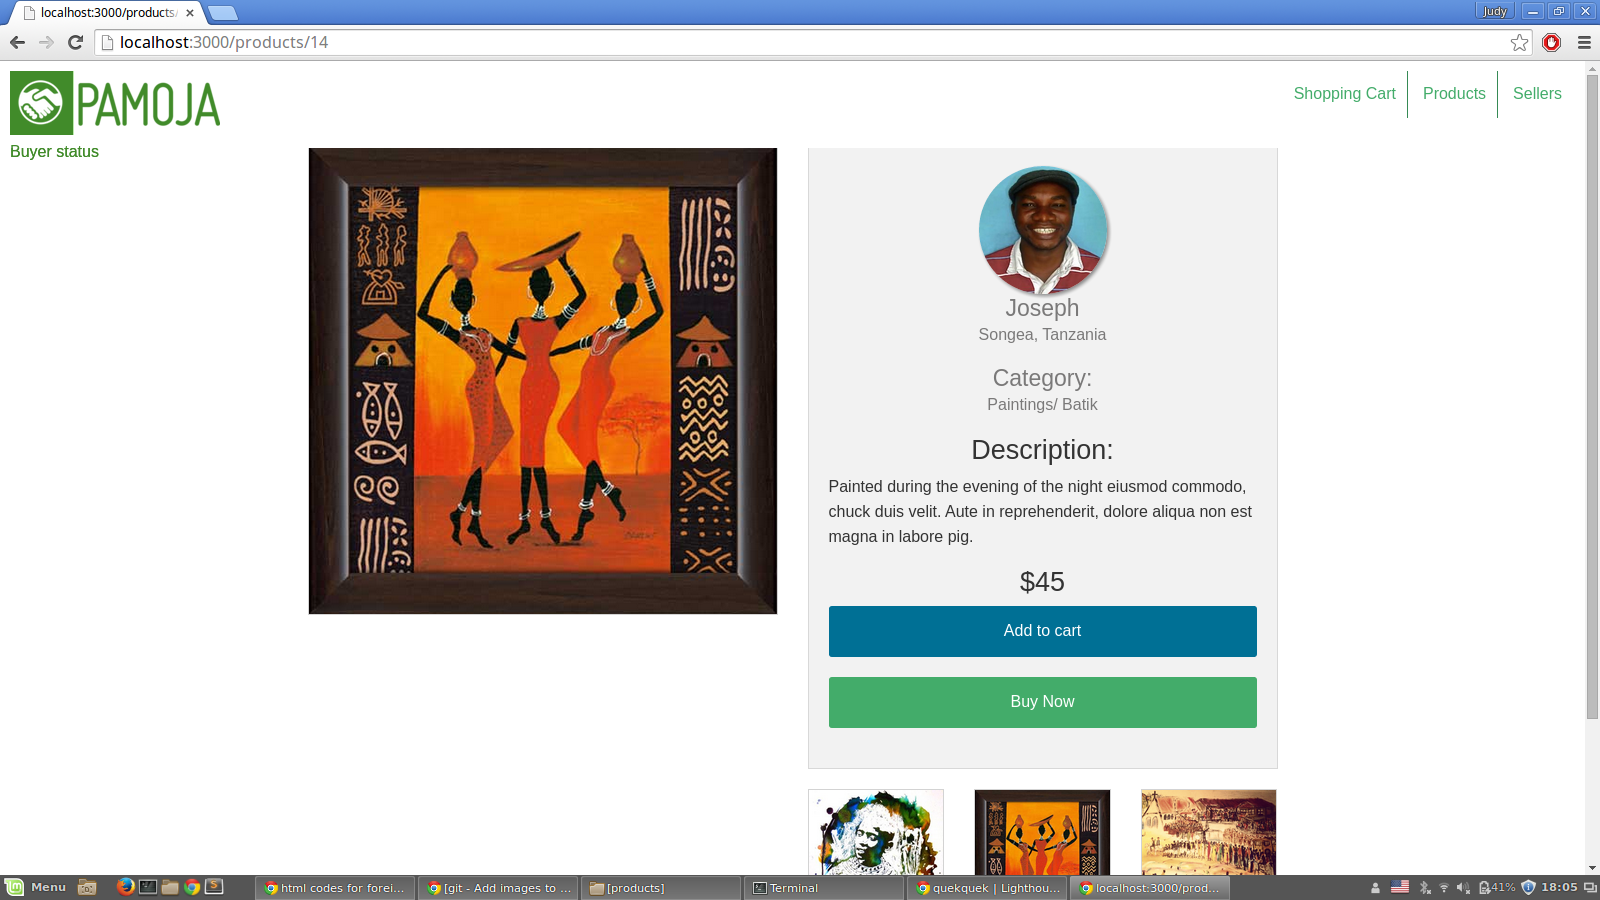 localhost:3000/products/
Judy
localhost:3000/products/14
PAMOJA
Shopping Cart
Products
Sellers
Buyer status
Joseph
Songea, Tanzania
Category:
Paintings/ Batik
Description:
Painted during the evening of the night eiusmod commodo,
chuck duis velit. Aute in reprehenderit, dolore aliqua non est
magna in labore pig.
$45
Add to cart
Buy Now
Menu
html codes for forei...
[git - Add images to ...
[products]
Terminal
quekquek | Lighthou...
localhost:3000/prod...
41%
18:05